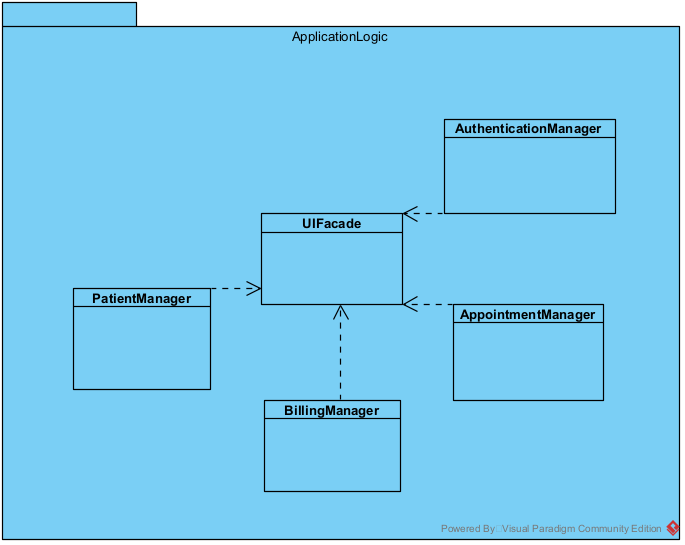 ApplicationLogic
AuthenticationManager
UIFacade
PatientManager
AppointmentManager
BillingManager
Powered By: Visual Paradigm Community Edition